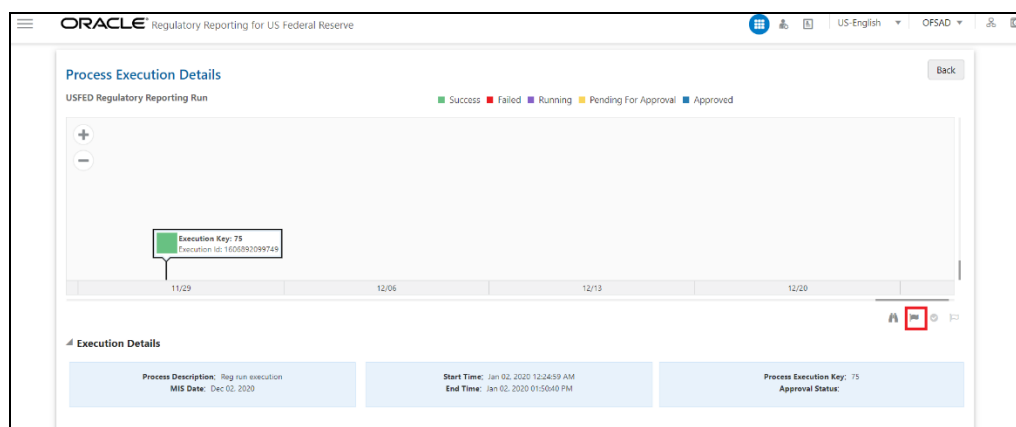 ORACLE® Regulatory Reporting for US Federal Reserve
US-English
OFSAD
Process Execution Details
Back
USFED Regulatory Reporting Run
Success Failed Running Pending For Approval Approved
Execution Key: 75
Execution Id: 1606892099749
11/29 12/06 12/13 12/20
Execution Details
Process Description: Reg run execution
MIS Date: Dec 02, 2020
Start Time: Jan 02, 2020 12:24:59 AM
End Time: Jan 02, 2020 01:50:40 PM
Process Execution Key: 75
Approval Status: